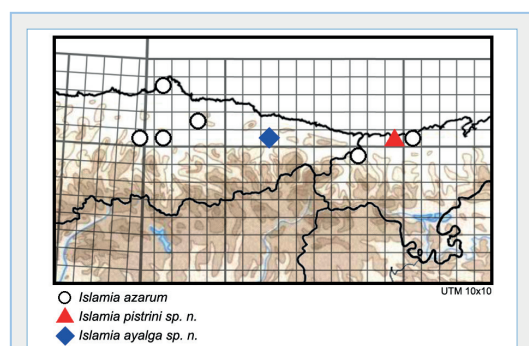 UTM 10x10
Islamia azarum
Islamia pistrini sp. n.
Islamia ayalga sp. n.